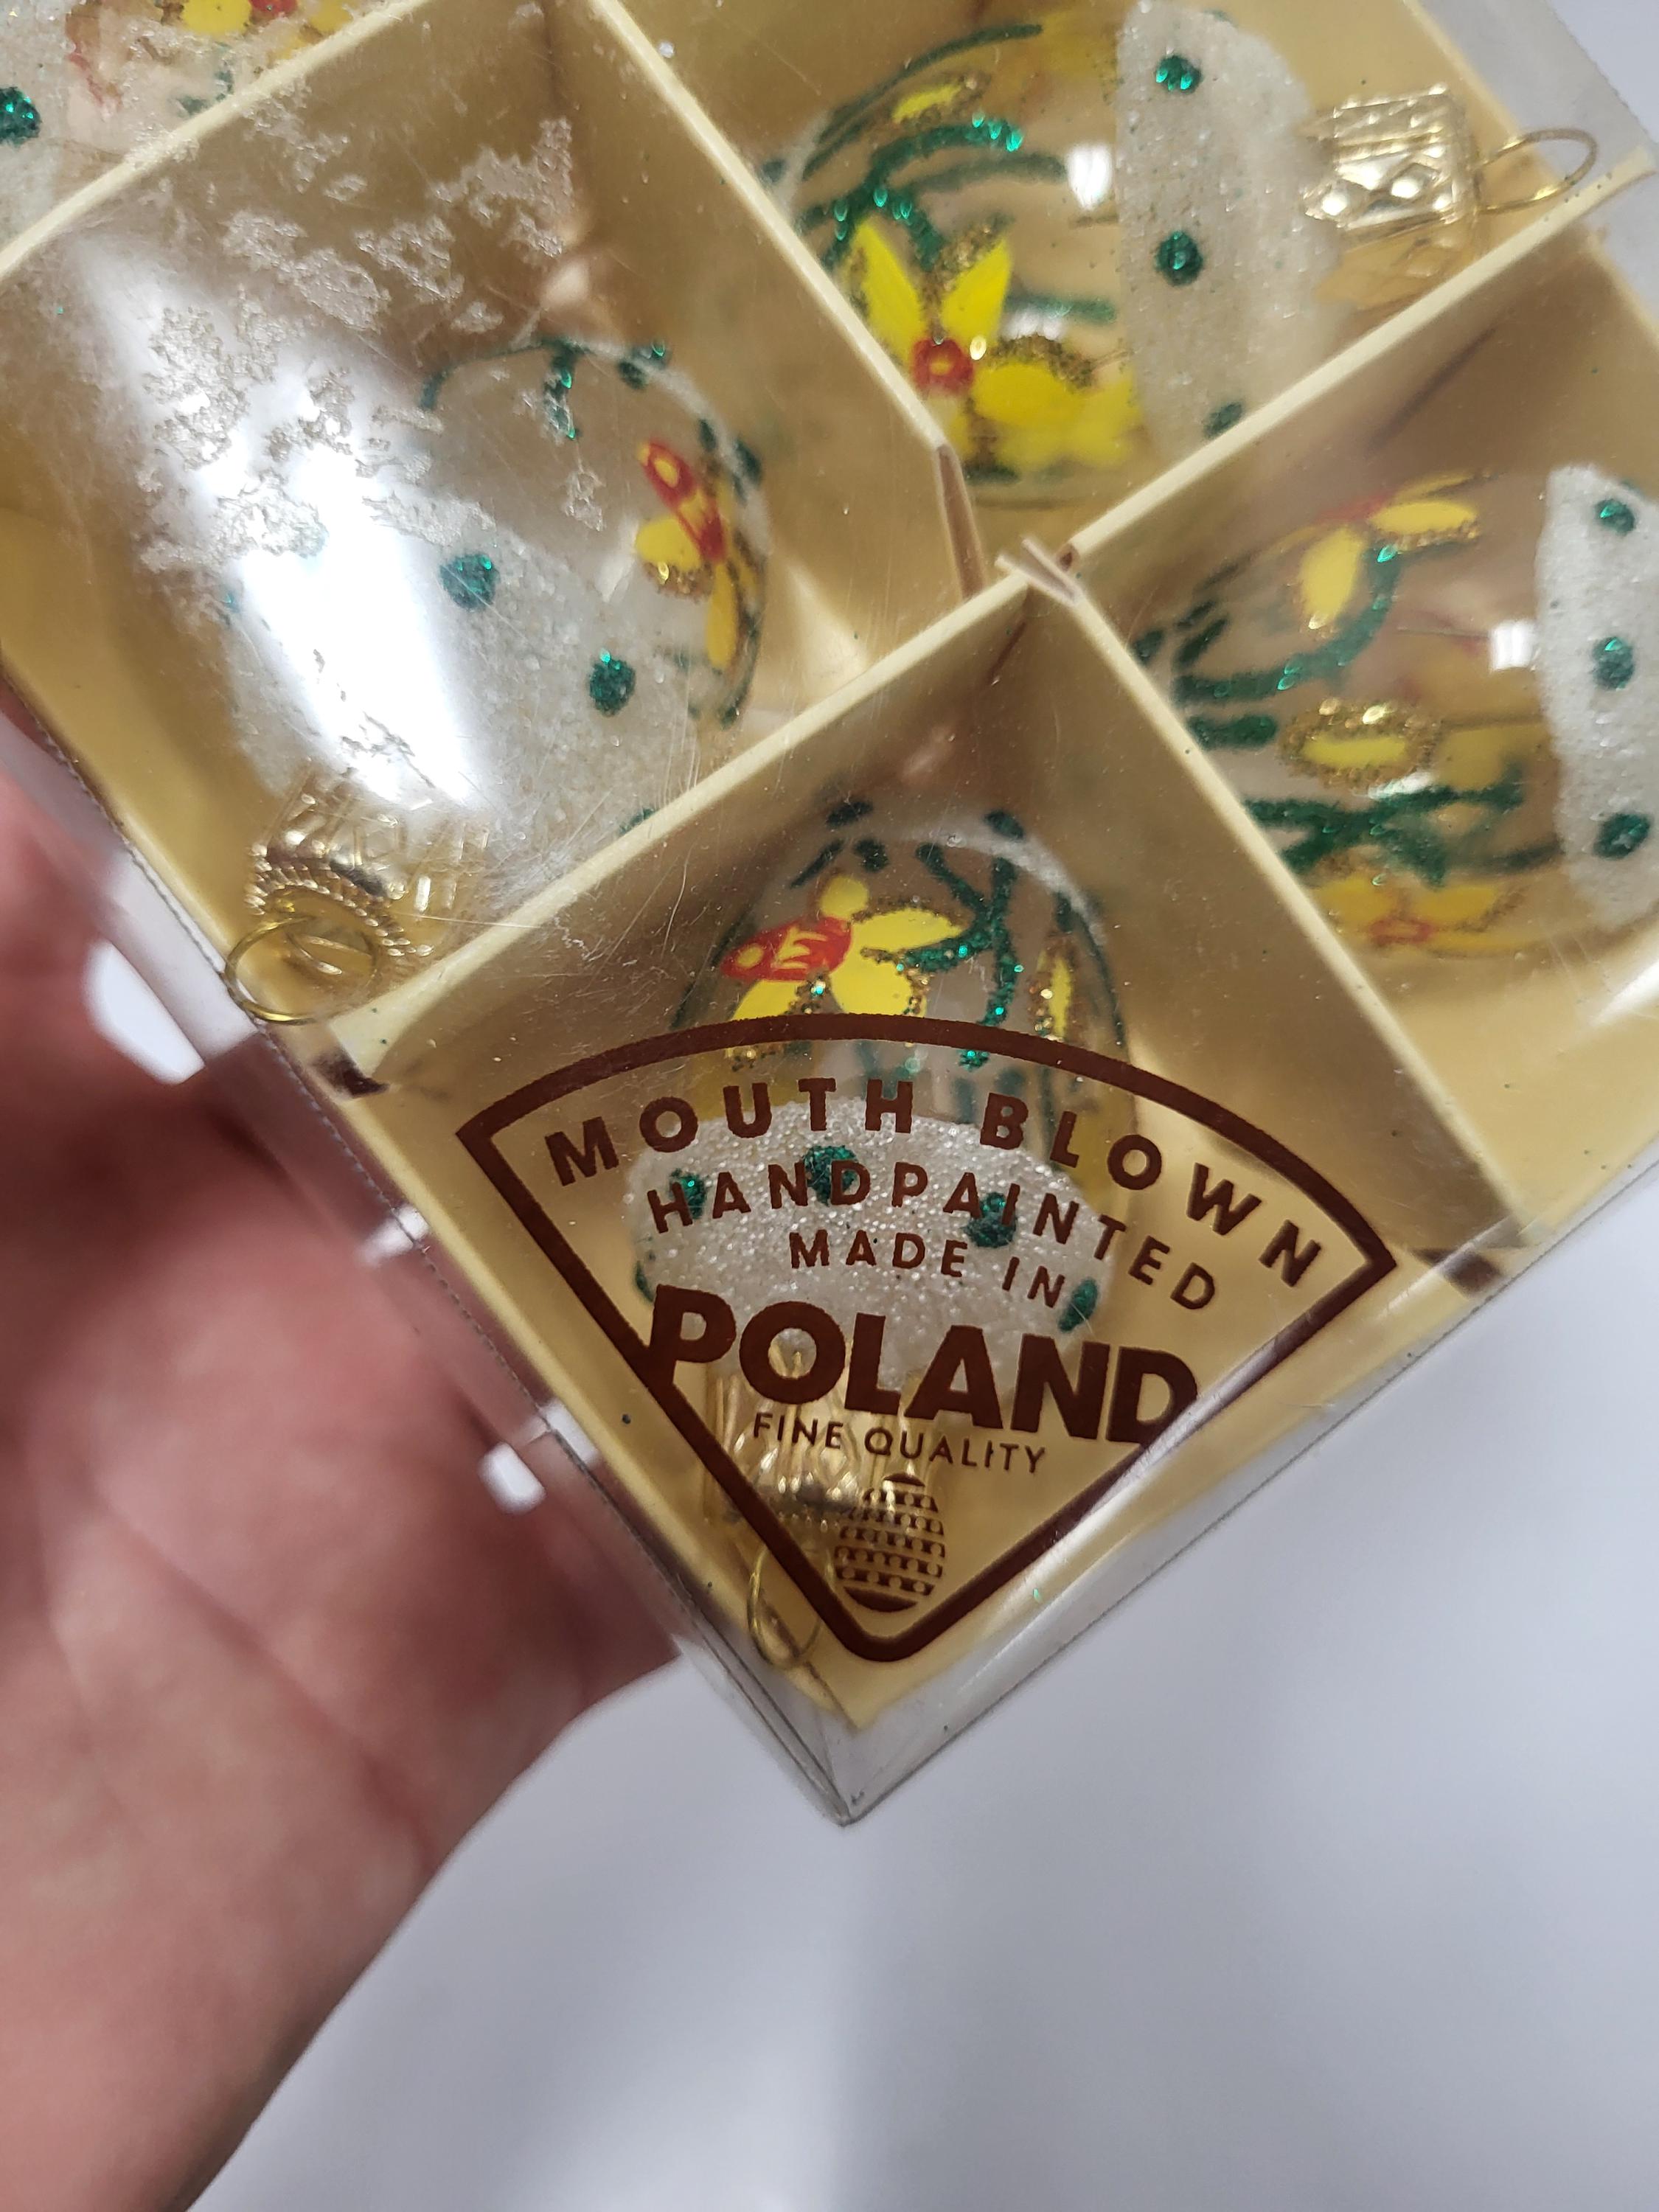 MOUTH BLOWN
HANDPAINTED
MADE IN
POLAND
FINE QUALITY